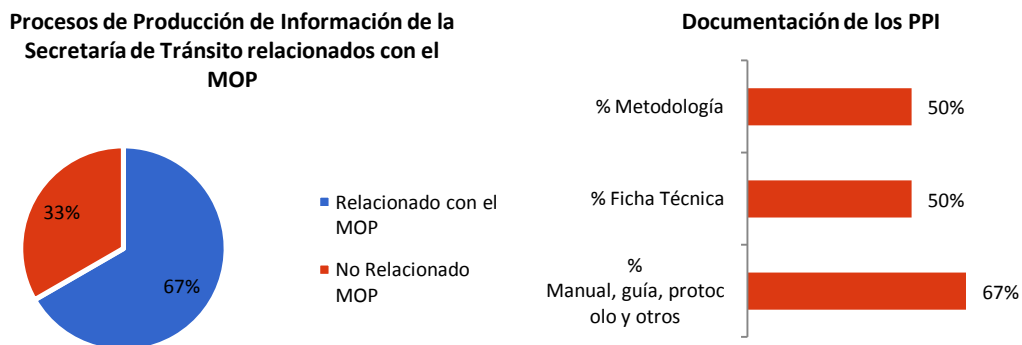 Procesos de Producción de Información de la
Secretaría de Tránsito relacionados con el
MOP
33%
67%
Relacionado con el
MOP
No Relacionado
MOP
Documentación de los PPI
% Metodología
50%
% Ficha Técnica
50%
%
Manual, guía, protoc
olo y otros
67%